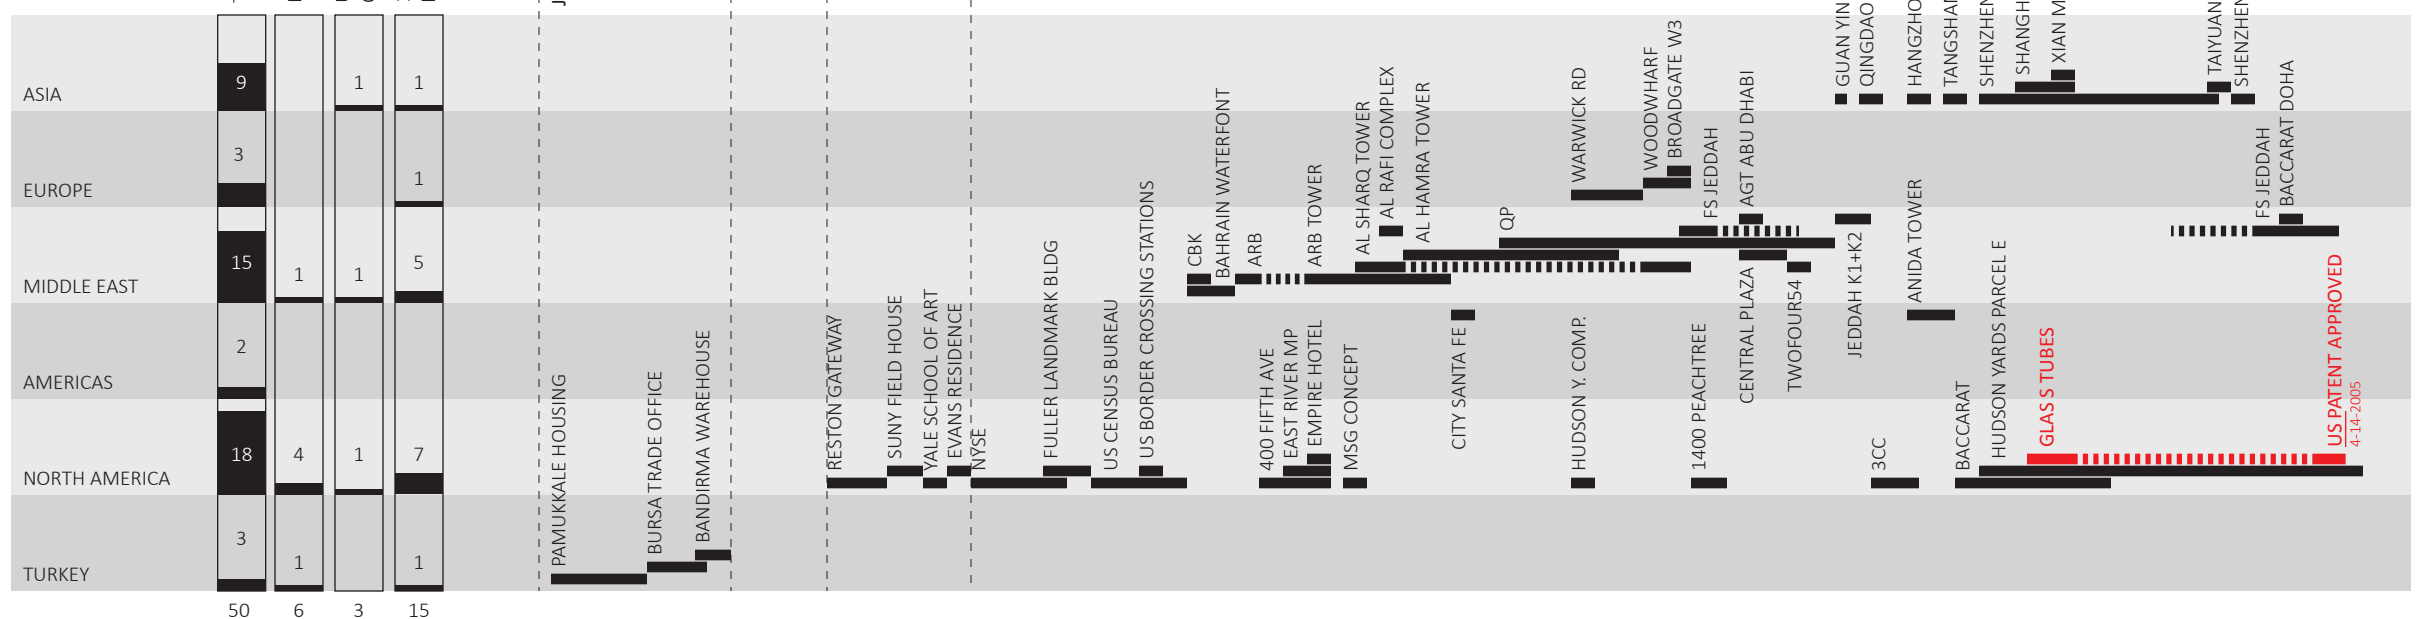 ASIA
9
1
1
EUROPE
3
1
MIDDLE EAST
15
1
1
5
AMERICAS
2
NORTH AMERICA
18
4
1
7
TURKEY
3
1
1
50
6
3
15
PAMUKKALE HOUSING
BURSA TRADE OFFICE
BANDIRMA WAREHOUSE
RESTON GATEWAY
SUNY FIELD HOUSE
YALE SCHOOL OF ART
EVANS RESIDENCE
NYSE
FULLER LANDMARK BLDG
US CENSUS BUREAU
US BORDER CROSSING STATIONS
CBK
BAHRAIN WATERFONT
ARB
400 FIFTH AVE
EAST RIVER MP
EMPIRE HOTEL
ARB TOWER
MSG CONCEPT
AL SHARQ TOWER
AL RAFI COMPLEX
AL HAMRA TOWER
CITY SANTA FE
QP
WARWICK RD
HUDSON Y. COMP.
WOODWHARF
BROADGATE W3
1400 PEACHTREE
FS JEDDAH
AGT ABU DHABI
CENTRAL PLAZA
TWOFOUR54
GUAN YIN
QINGDAO
JEDDAH K1+K2
3CC
HANGZHO
ANIDA TOWER
TANGSHA
BACCARAT
SHENZHEN
HUDSON YARDS PARCEL E
SHANGH
XIAN M
GLAS S TUBES
TAIYUAN
SHENZHEN
FS JEDDAH
BACCARAT DOHA
US PATENT APPROVED
4-14-2005